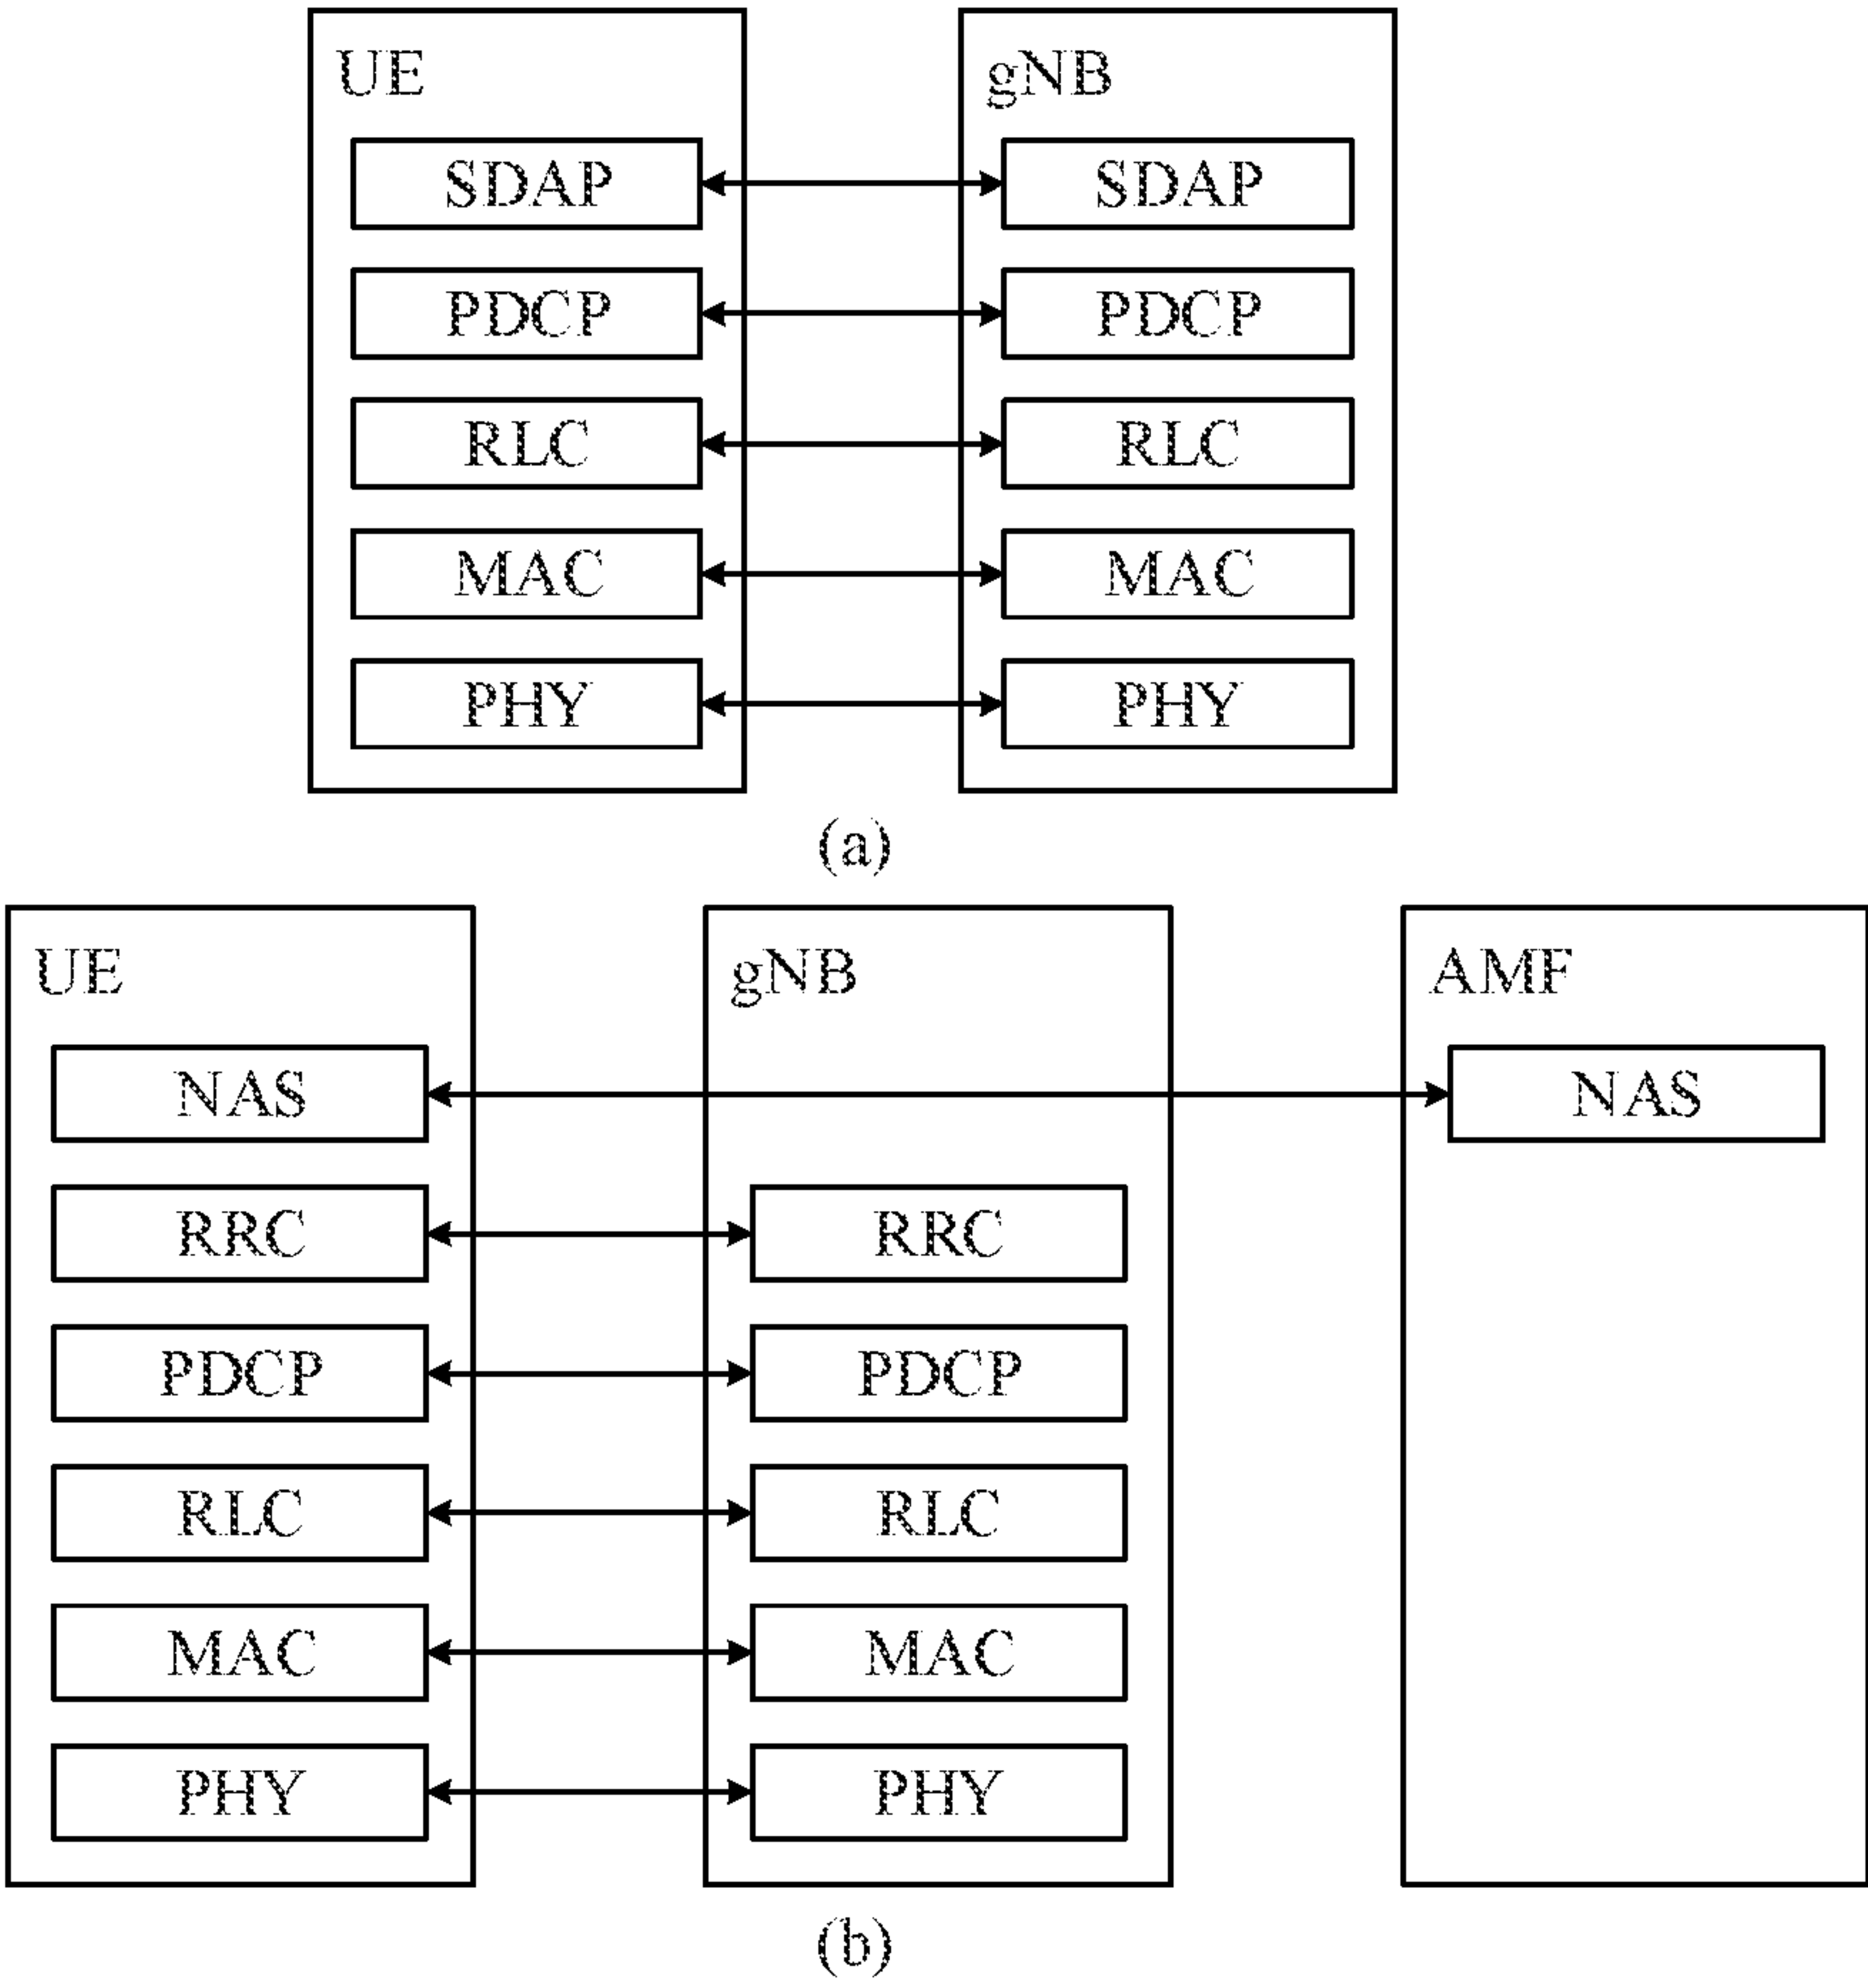 UE gNB
SDAP SDAP
PDCP PDCP
RLC RLC
MAC MAC
PHY PHY
(a)
UE gNB AMF
NAS NAS
RRC RRC
PDCP PDCP
RLC RLC
MAC MAC
PHY PHY
(b)